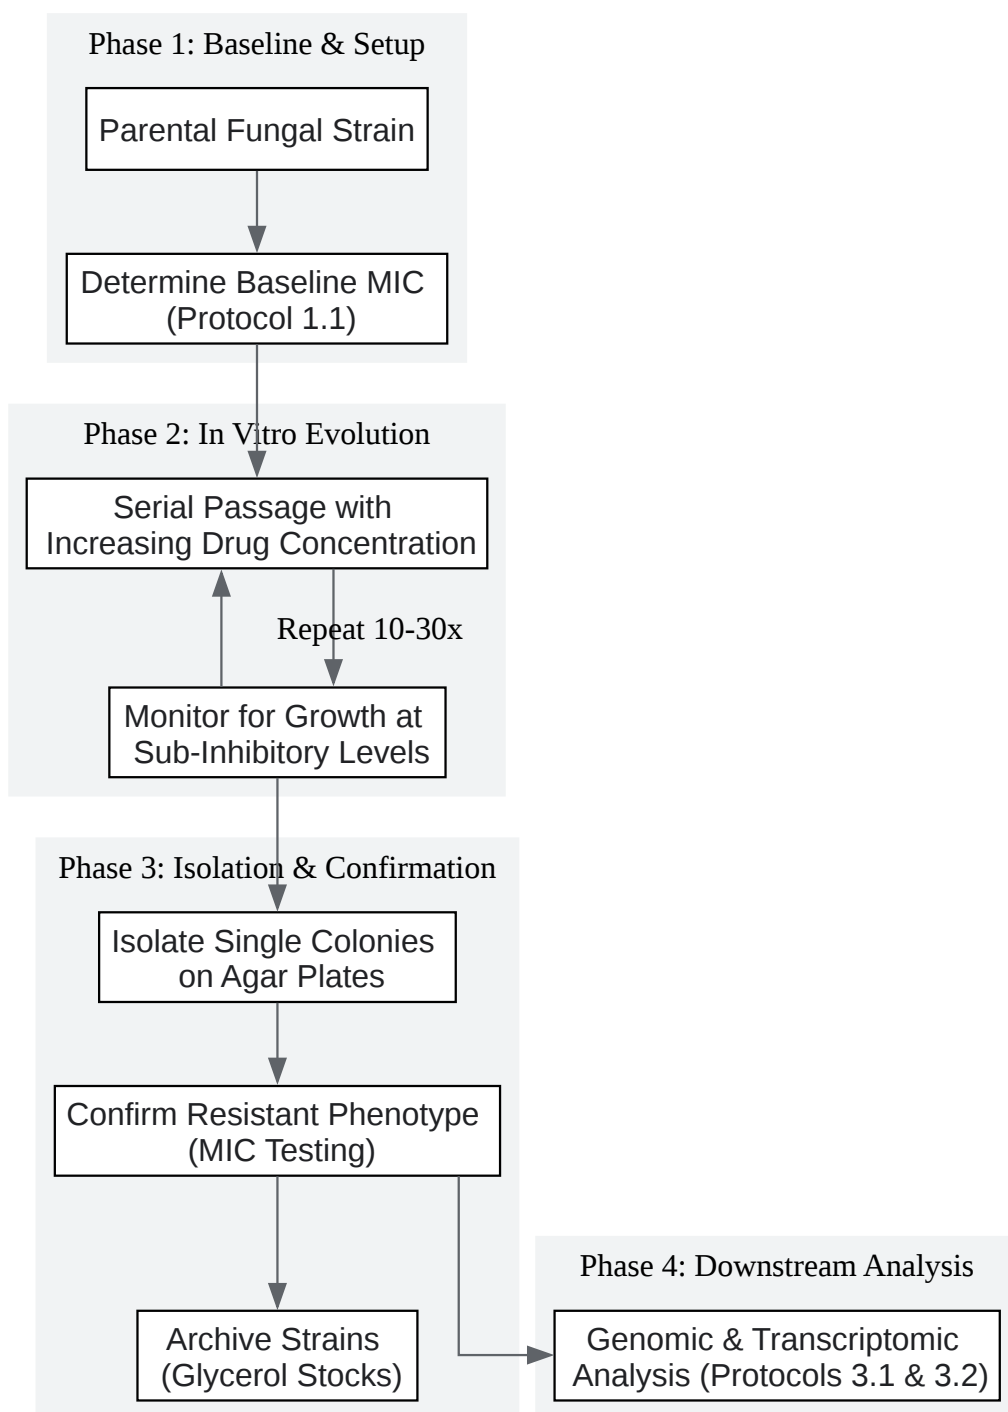 Phase 1: Baseline & Setup
Parental Fungal Strain
Determine Baseline MIC
(Protocol 1.1)
Phase 2: In Vitro Evolution
Serial Passage with
Increasing Drug Concentration
Repeat 10-30x
Monitor for Growth at
Sub-Inhibitory Levels
Phase 3: Isolation & Confirmation
Isolate Single Colonies
on Agar Plates
Confirm Resistant Phenotype
(MIC Testing)
Archive Strains
(Glycerol Stocks)
Phase 4: Downstream Analysis
Genomic & Transcriptomic
Analysis (Protocols 3.1 & 3.2)